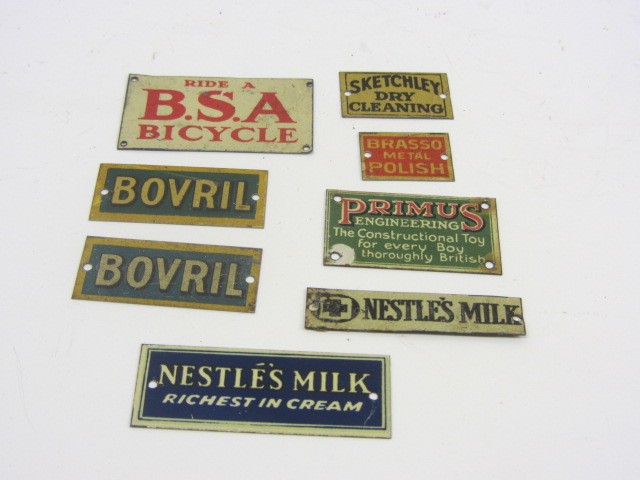 RIDE A
B.S.A
BICYCLE
SKETCHLEY
DRY
CLEANING
BRASSO
METAL
POLISH
BOVRIL
PRIMUS
ENGINEERING
The Constructional Toy
for every Boy
thoroughly British
BOVRIL
NESTLE'S MILK
NESTLÉ'S MILK
RICHEST IN CREAM